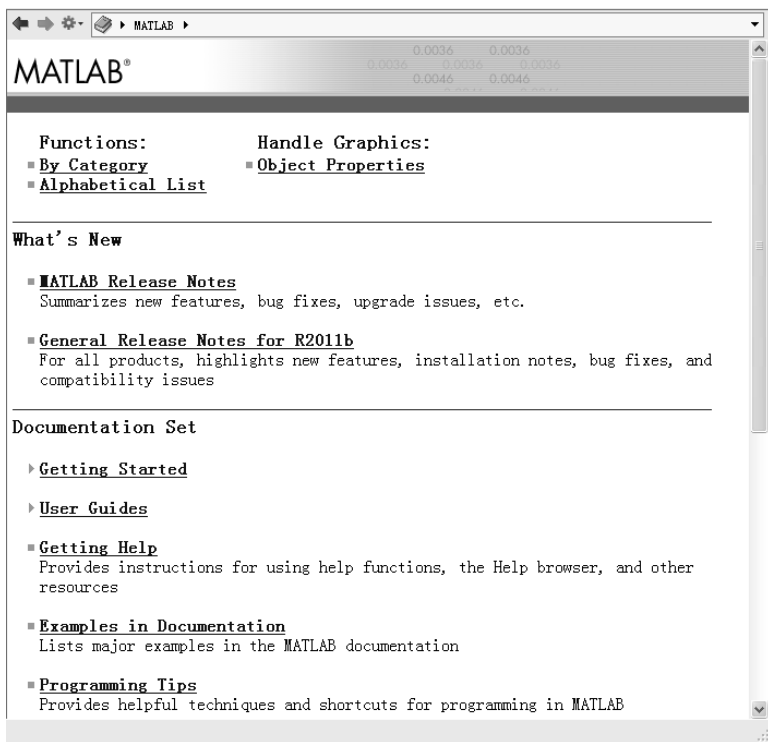 MATLAB
0.0036 0.0036
0.0036 0.0036 0.0036
0.0046 0.0046
MATLAB®
Functions: Handle Graphics:
By Category Object Properties
Alphabetical List
What's New
MATLAB Release Notes
Summarizes new features, bug fixes, upgrade issues, etc.
General Release Notes for R2011b
For all products, highlights new features, installation notes, bug fixes, and
compatibility issues
Documentation Set
Getting Started
User Guides
Getting Help
Provides instructions for using help functions, the Help browser, and other
resources
Examples in Documentation
Lists major examples in the MATLAB documentation
Programming Tips
Provides helpful techniques and shortcuts for programming in MATLAB